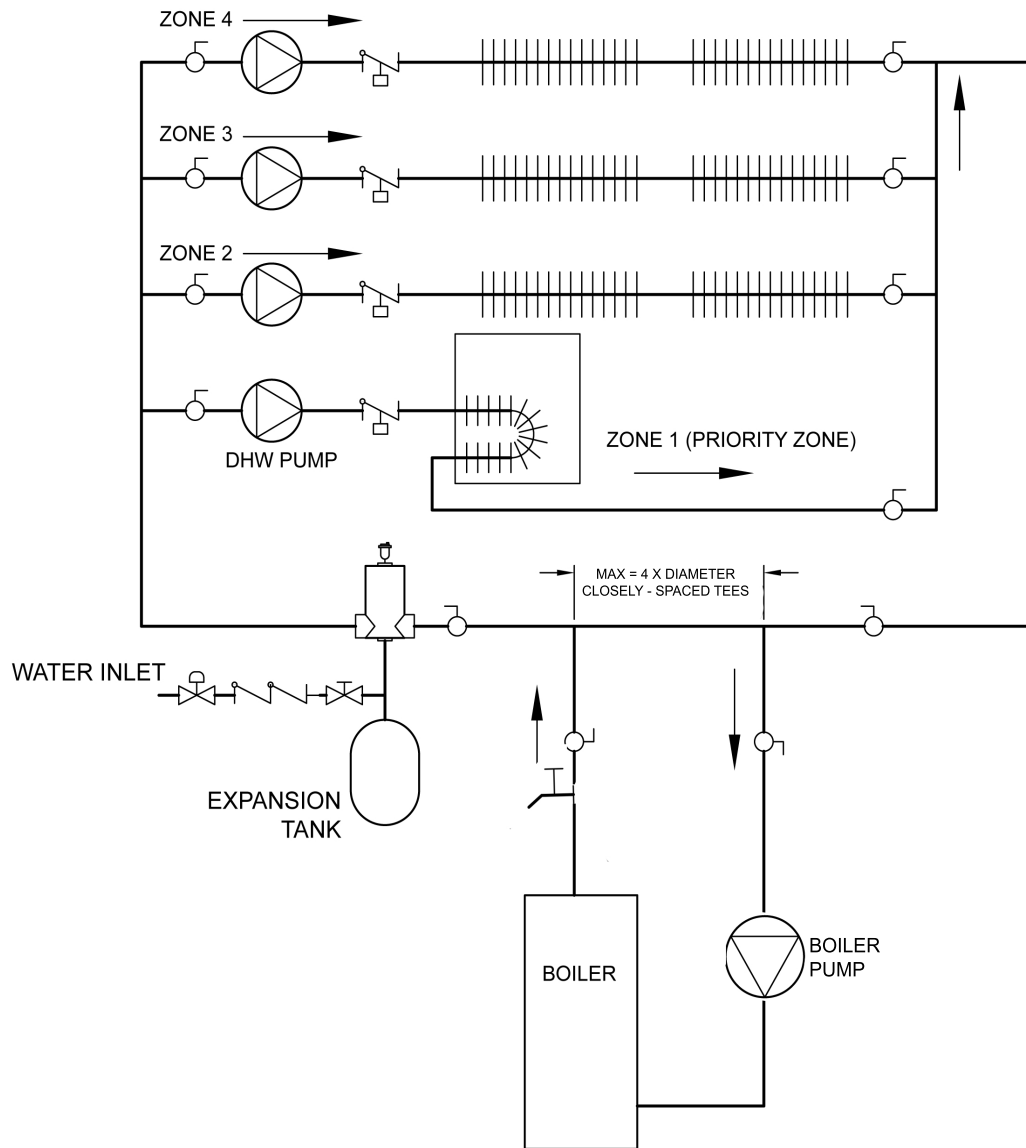 ZONE 4
ZONE 3
ZONE 2
DHW PUMP
ZONE 1 (PRIORITY ZONE)
MAX = 4 X DIAMETER
CLOSELY - SPACED TEES
WATER INLET
EXPANSION
TANK
BOILER
BOILER
PUMP